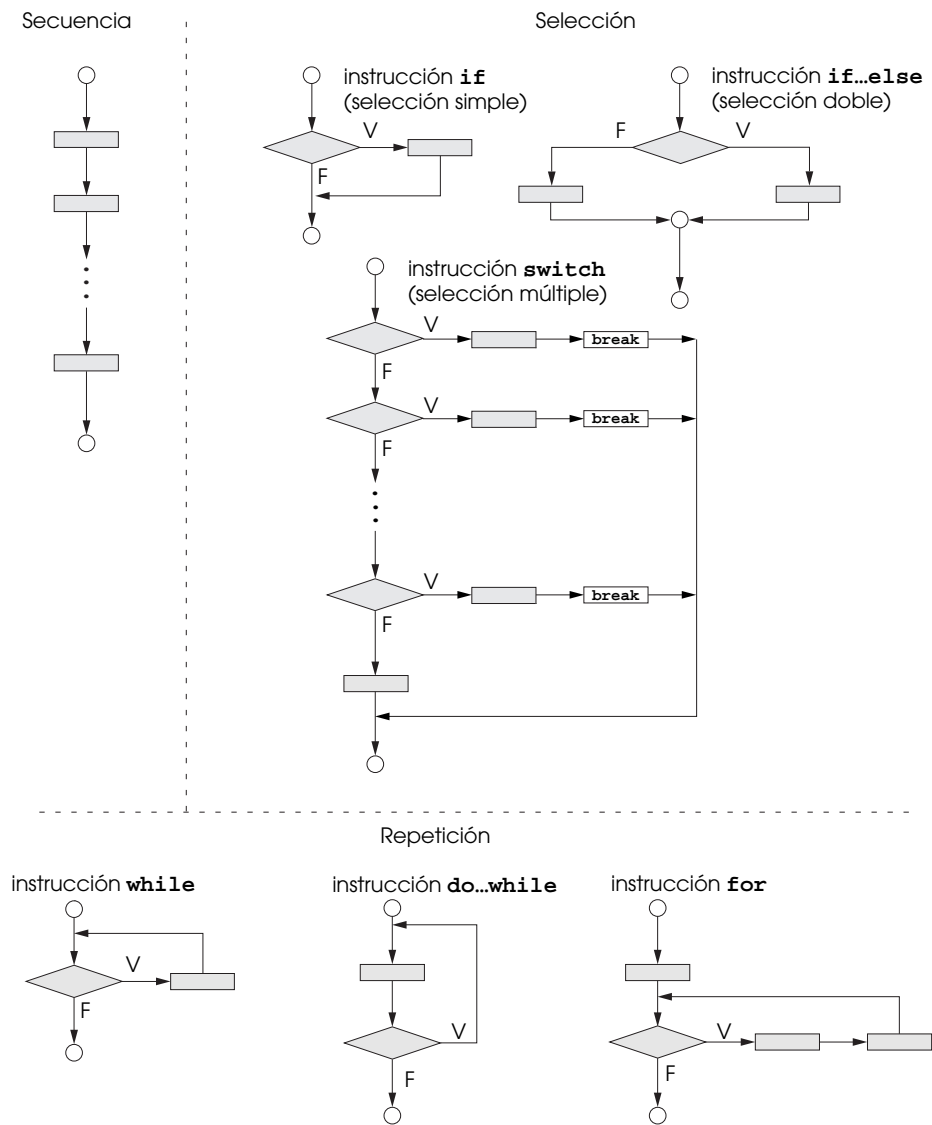 Secuencia
Selección
instrucción if
(selección simple)
V
F
instrucción if…else
(selección doble)
F
V
instrucción switch
(selección múltiple)
V
break
F
V
break
F
V
break
F
Repetición
instrucción while
V
F
instrucción do…while
V
F
instrucción for
V
F